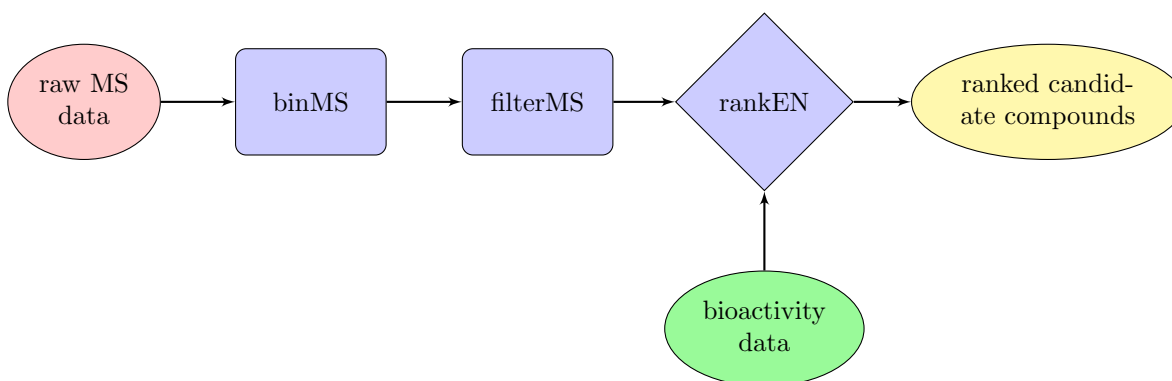 raw MS
data
binMS
filterMS
rankEN
ranked candid-
ate compounds
bioactivity
data